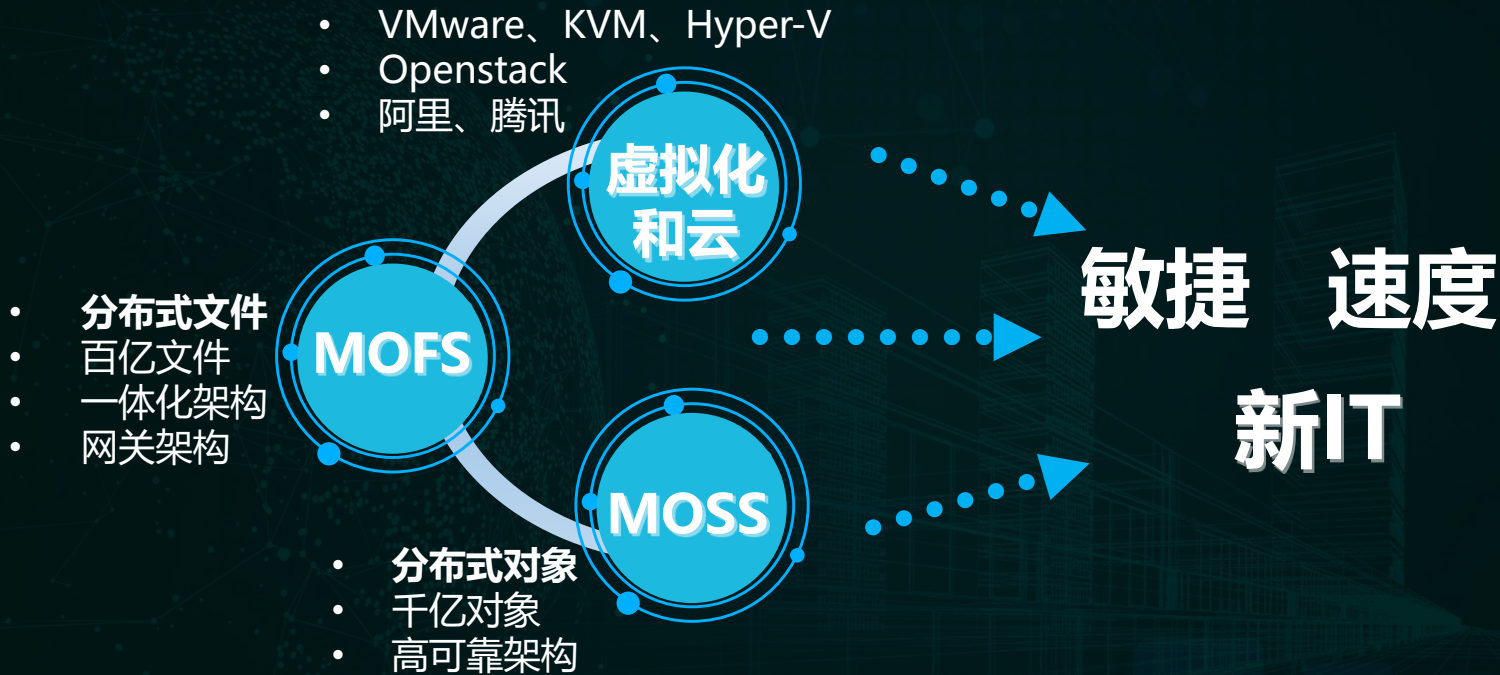 VMware、KVM、Hyper-V
Openstack
阿里、腾讯
虚拟化
和云
分布式文件
百亿文件
一体化架构
网关架构
MOFS
MOSS
分布式对象
千亿对象
高可靠架构
敏捷 速度
新IT